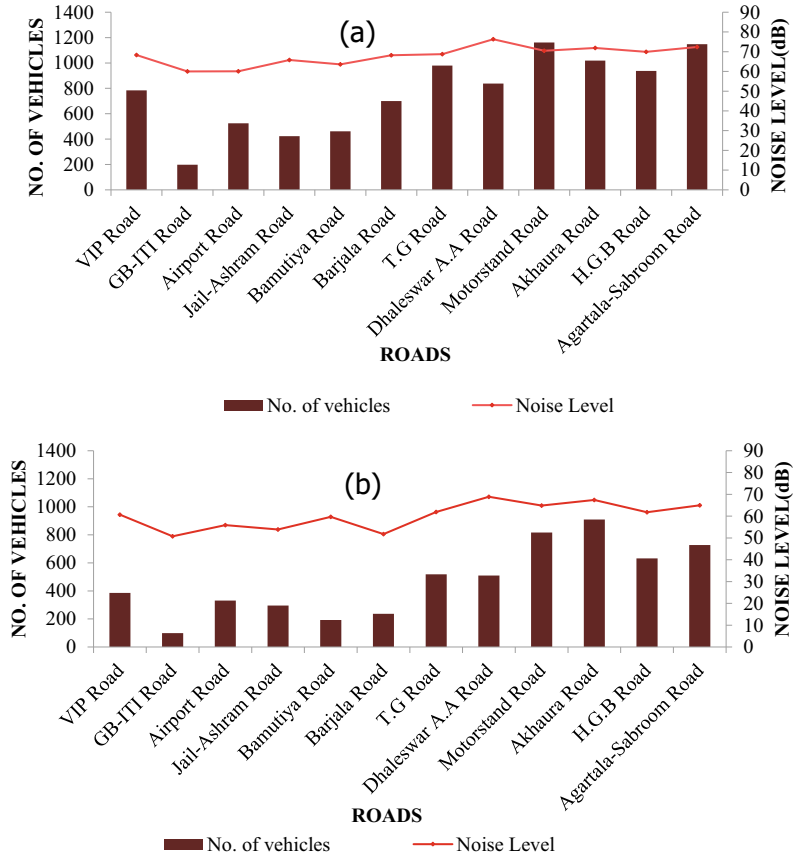 (a)
NO. OF VEHICLES
1400
1200
1000
800
600
400
200
0
90
80
70
60
50
40
30
20
10
0
NOISE LEVEL(dB)
VIP Road
GB-ITI Road
Airport Road
Jail-Ashram Road
Bamutiya Road
Barjala Road
T.G Road
Dhaleswar A.A Road
Motorstand Road
Akhaura Road
H.G.B Road
Agartala-Sabroom Road
ROADS
No. of vehicles Noise Level
(b)
NO. OF VEHICLES
1400
1200
1000
800
600
400
200
0
90
80
70
60
50
40
30
20
10
0
NOISE LEVEL(dB)
VIP Road
GB-ITI Road
Airport Road
Jail-Ashram Road
Bamutiya Road
Barjala Road
T.G Road
Dhaleswar A.A Road
Motorstand Road
Akhaura Road
H.G.B Road
Agartala-Sabroom Road
ROADS
No. of vehicles Noise Level